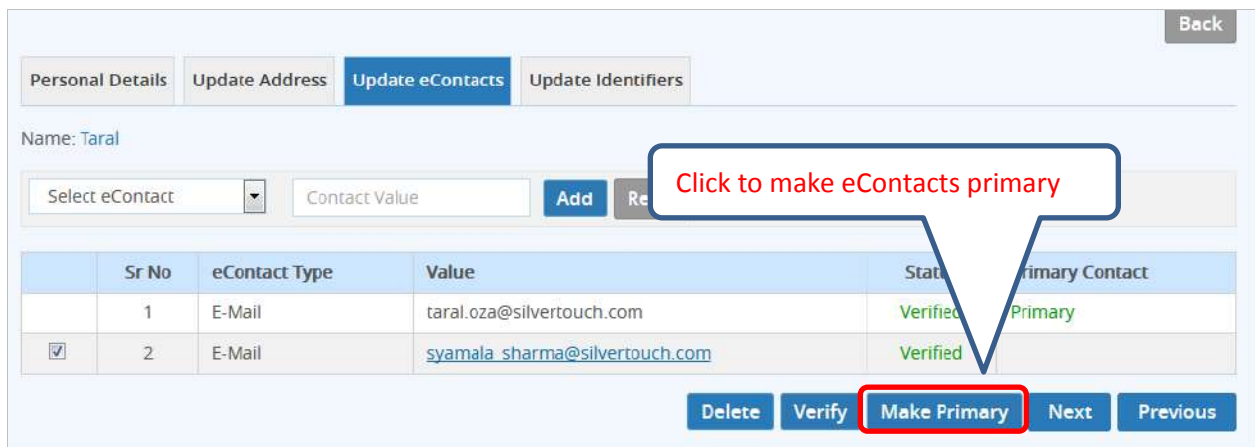 Back
Personal Details Update Address Update eContacts Update Identifiers
Name: Taral
Click to make eContacts primary
Select eContact Contact Value Add
Sr No eContact Type Value Primary Contact
1 E-Mail taral.oza@silvertouch.com Verified Primary
2 E-Mail syamala_sharma@silvertouch.com Verified
Delete Verify Make Primary Next Previous